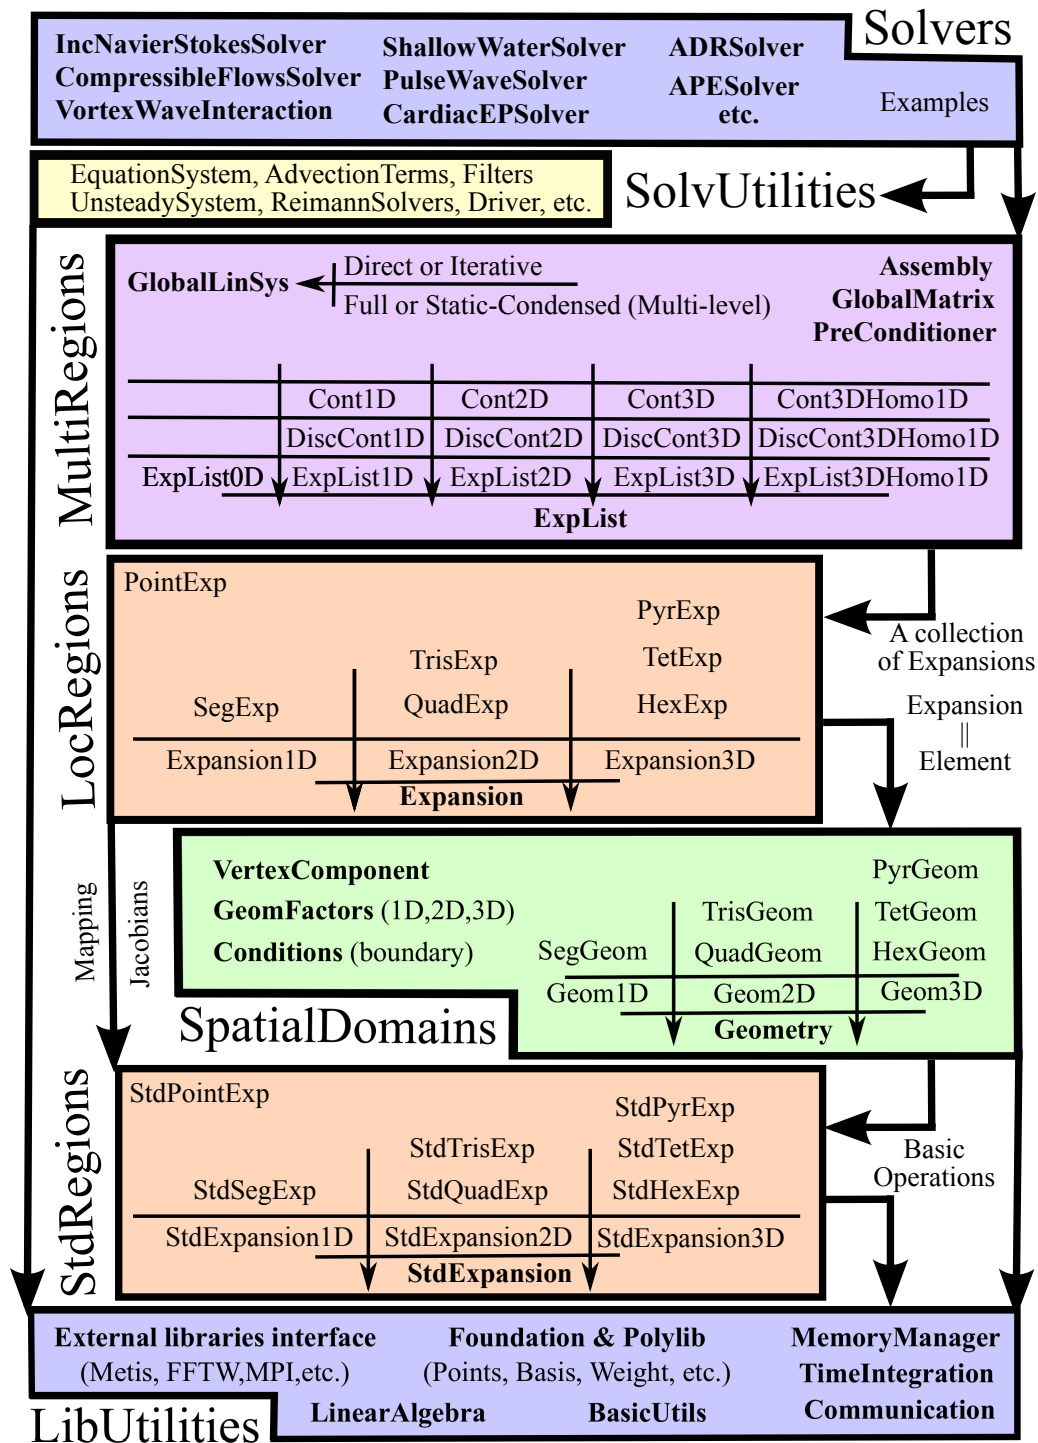 Solvers
IncNavierStokesSolver
CompressibleFlowsSolver
VortexWaveInteraction
ShallowWaterSolver
PulseWaveSolver
CardiacEPSolver
ADRSolver
APESolver
etc.
Examples
EquationSystem, AdvectionTerms, Filters
UnsteadySystem, ReimannSolvers, Driver, etc.
SolvUtilities
MultiRegions
GlobalLinSys
Direct or Iterative
Full or Static-Condensed (Multi-level)
Assembly
GlobalMatrix
PreConditioner
Cont1D Cont2D Cont3D Cont3DHomo1D
DiscCont1D DiscCont2D DiscCont3D DiscCont3DHomo1D
ExpList0D ExpList1D ExpList2D ExpList3D ExpList3DHomo1D
ExpList
LocRegions
PointExp
PyrExp
TrisExp TetExp
SegExp QuadExp HexExp
Expansion1D Expansion2D Expansion3D
Expansion
A collection
of Expansions
Expansion
||
Element
Mapping
Jacobians
VertexComponent
GeomFactors (1D,2D,3D)
Conditions (boundary)
PyrGeom
TrisGeom TetGeom
SegGeom QuadGeom HexGeom
Geom1D Geom2D Geom3D
Geometry
SpatialDomains
StdRegions
StdPointExp
StdPyrExp
StdTrisExp StdTetExp
StdSegExp StdQuadExp StdHexExp
StdExpansion1D StdExpansion2D StdExpansion3D
StdExpansion
Basic
Operations
External libraries interface
(Metis, FFTW,MPI,etc.)
Foundation & Polylib
(Points, Basis, Weight, etc.)
MemoryManager
TimeIntegration
Communication
LinearAlgebra BasicUtils
LibUtilities